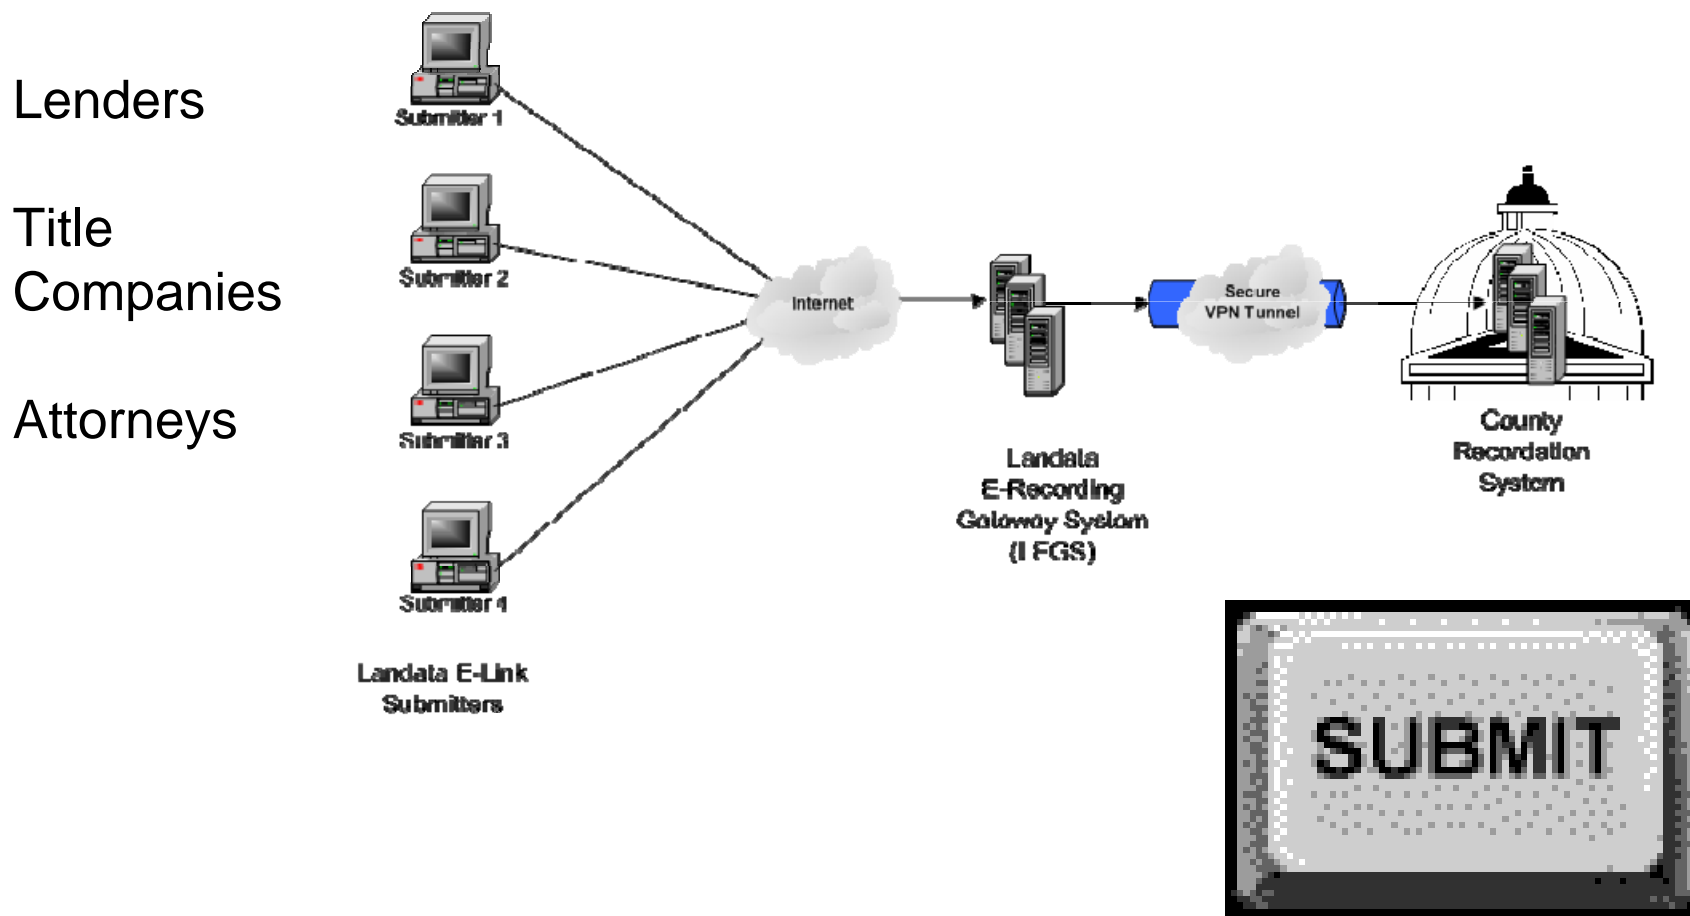 Lenders
Title
Companies
Attorneys
Submitter 1
Submitter 2
Submitter 3
Submitter 4
Landata E-Link
Submitters
Internet
Landata
E-Recording
Gateway System
Secure
VPN Tunnel
County
Recordation
System
SUBMIT